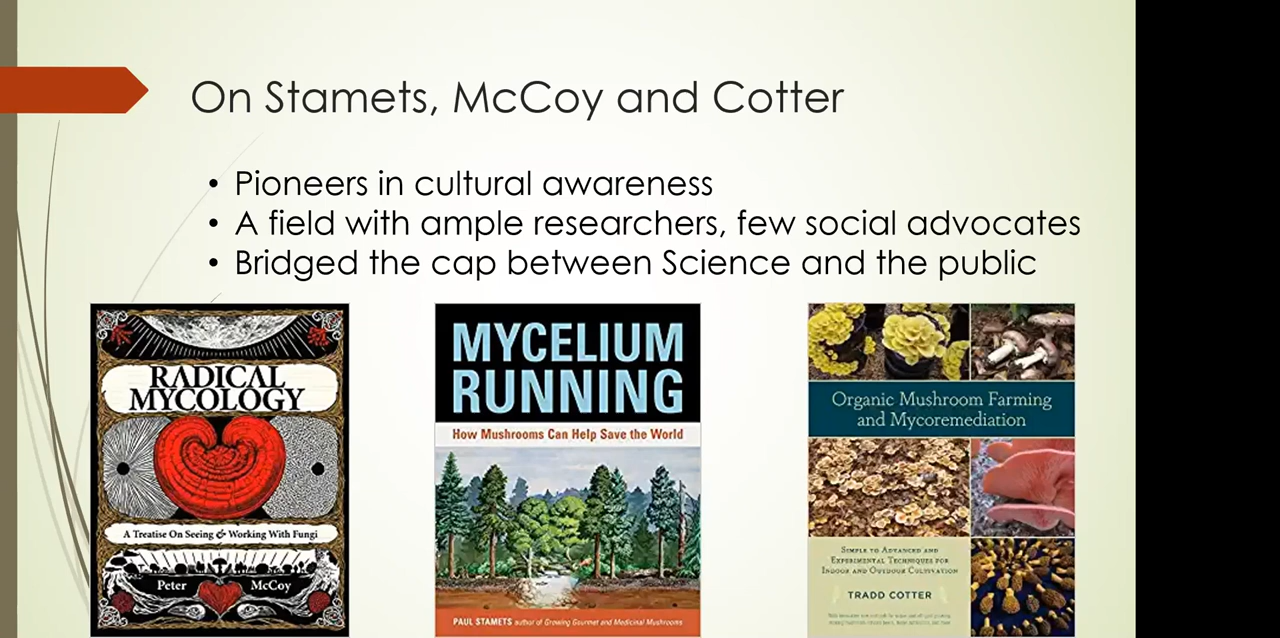 On Stamets, McCoy and Cotter
• Pioneers in cultural awareness
• A field with ample researchers, few social advocates
• Bridged the cap between Science and the public
RADICAL
MYCOLOGY
A Treatise On Seeing & Working With Fungi
Peter McCoy
MYCELIUM
RUNNING
How Mushrooms Can Help Save the World
PAUL STAMETS author of Growing Gourmet and Medicinal Mushrooms
Organic Mushroom Farming
and Mycoremediation
Simple to Advanced and
Experimental Techniques for
Indoor and Outdoor Cultivation
TRADD COTTER